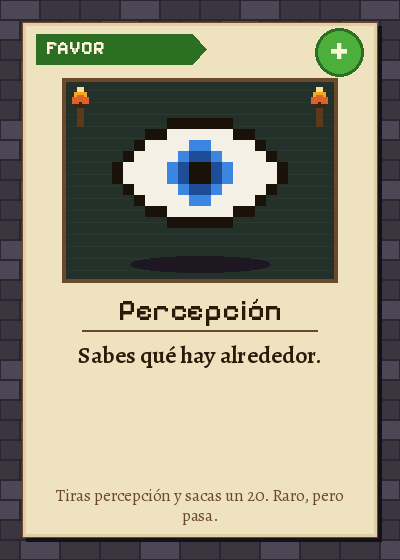 FAVOR
+
Percepción
Sabes qué hay alrededor.
Tiras percepción y sacas un 20. Raro, pero
pasa.